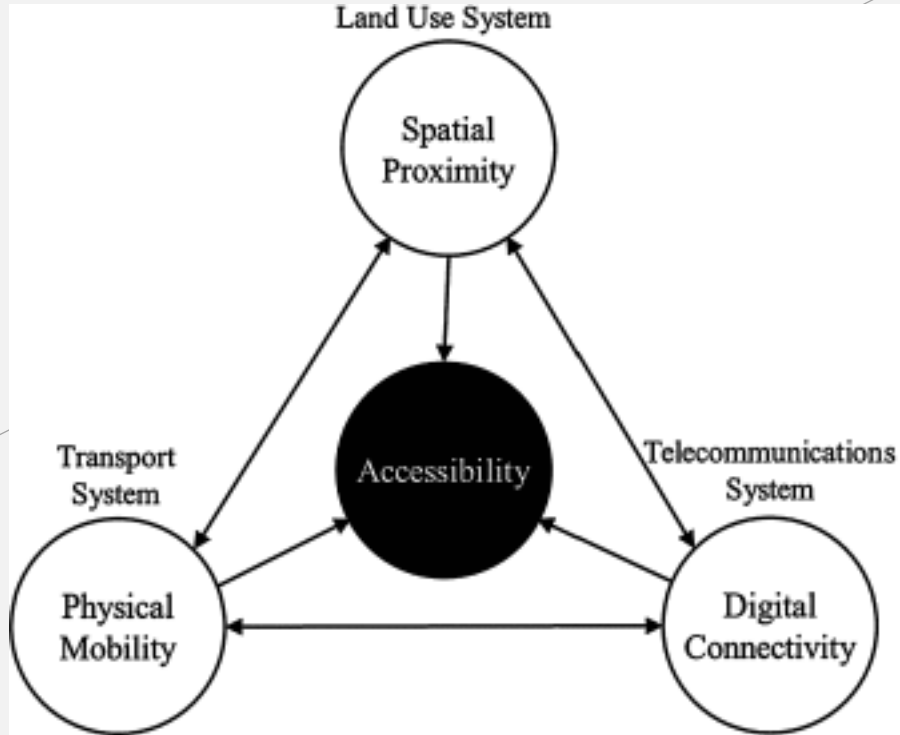 Land Use System
Spatial
Proximity
Accessibility
Transport
System
Telecommunications
System
Physical
Mobility
Digital
Connectivity